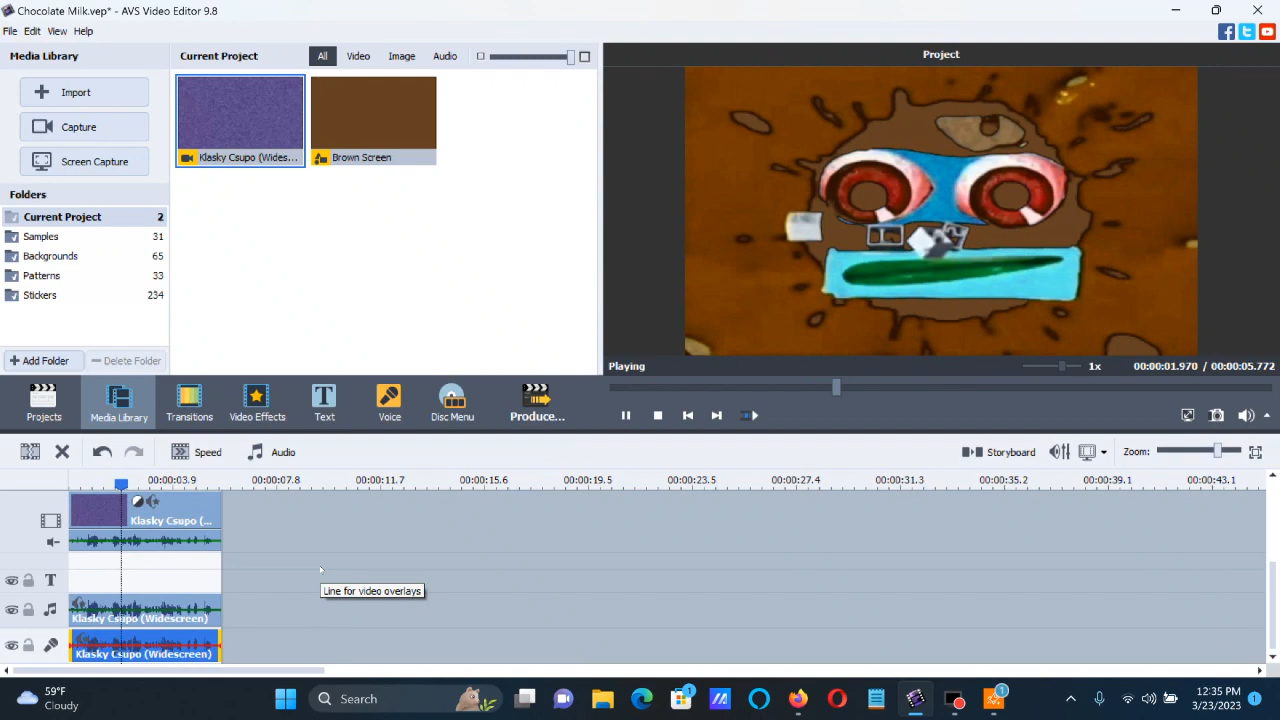 Chocolate Milk.vep* - AVS Video Editor 9.8
File Edit View Help
Media Library
Current Project
All Video Image Audio
Project
Import
Capture
Screen Capture
Klasky Csupo (Wides...
Brown Screen
Folders
Current Project 2
Samples 31
Backgrounds 65
Patterns 33
Stickers 234
+ Add Folder
Delete Folder
Playing
1x
00:00:01.970 / 00:00:05.772
Projects
Media Library
Transitions
Video Effects
Text
Voice
Disc Menu
Produce...
Speed
Audio
Storyboard
Zoom:
00:00:03.9 00:00:07.8 00:00:11.7 00:00:15.6 00:00:19.5 00:00:23.5 00:00:27.4 00:00:31.3 00:00:35.2 00:00:39.1 00:00:43.1
Klasky Csupo (...
T
Line for video overlays
Klasky Csupo (Widescreen)
Klasky Csupo (Widescreen)
59°F
Cloudy
Search
1
1
12:35 PM
3/23/2023
1